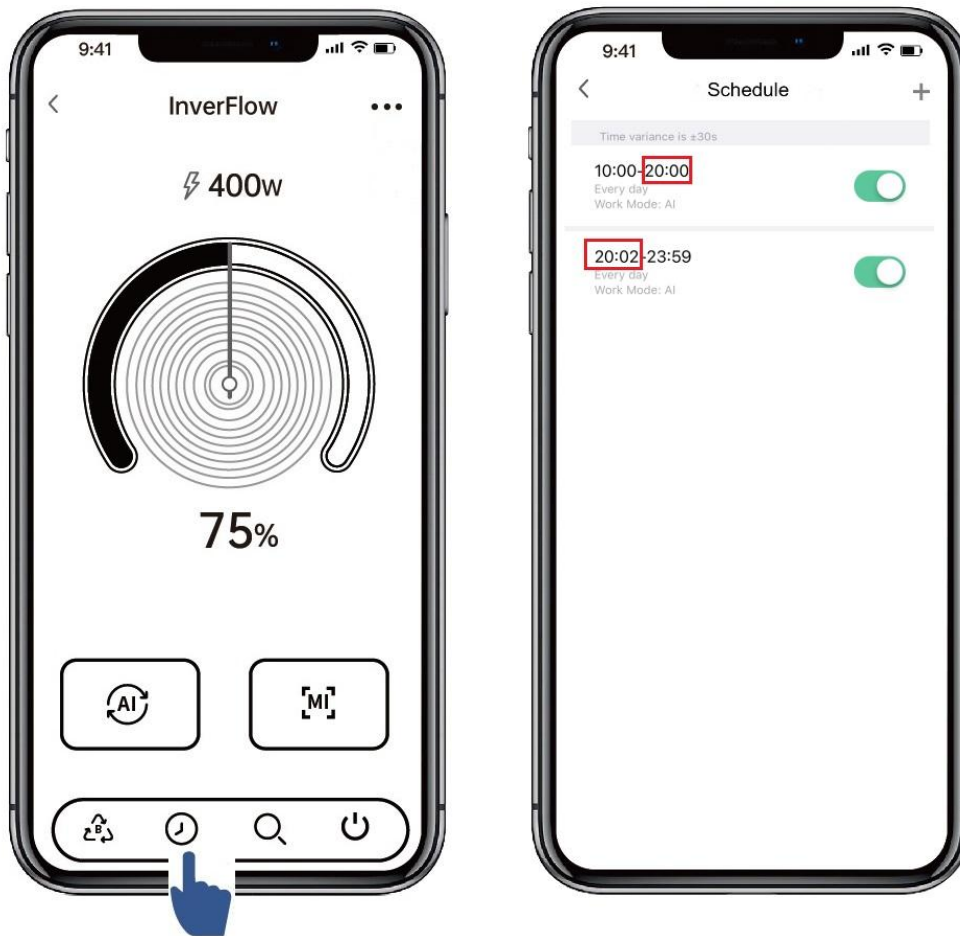 9:41
InverFlow
400W
75%
AI
MI
B
9:41
Schedule
Time variance is ±30s
10:00-20:00
Every day
Work Mode: AI
20:02-23:59
Every day
Work Mode: AI